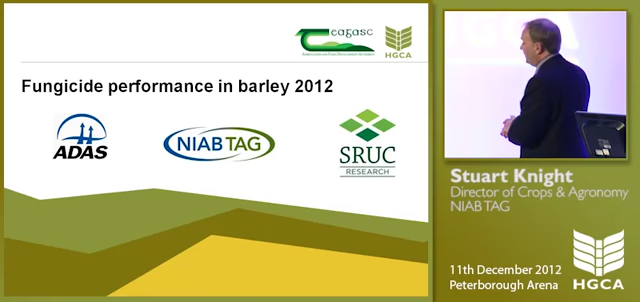 Teagasc
HGCA
Fungicide performance in barley 2012
ADAS
NIAB TAG
SRUC
RESEARCH
Stuart Knight
Director of Crops & Agronomy
NIAB TAG
11th December 2012
Peterborough Arena
HGCA